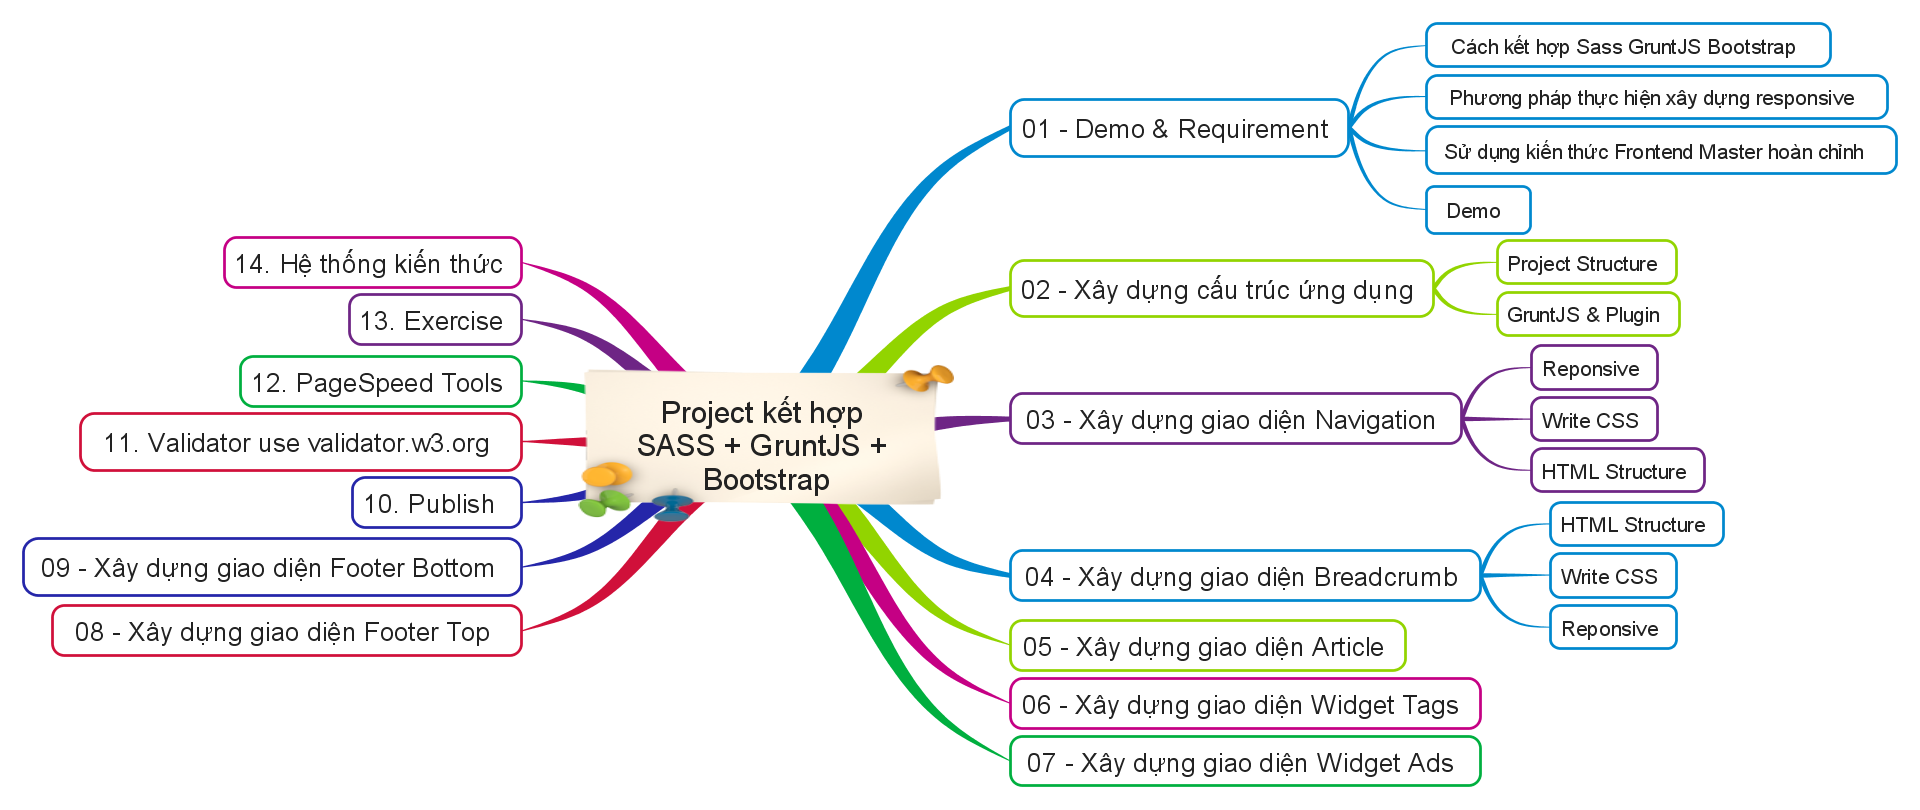 Project kết hợp
SASS + GruntJS +
Bootstrap
01 - Demo & Requirement
Cách kết hợp Sass GruntJS Bootstrap
Phương pháp thực hiện xây dựng responsive
Sử dụng kiến thức Frontend Master hoàn chỉnh
Demo
02 - Xây dựng cấu trúc ứng dụng
Project Structure
GruntJS & Plugin
03 - Xây dựng giao diện Navigation
Reponsive
Write CSS
HTML Structure
04 - Xây dựng giao diện Breadcrumb
HTML Structure
Write CSS
Reponsive
05 - Xây dựng giao diện Article
06 - Xây dựng giao diện Widget Tags
07 - Xây dựng giao diện Widget Ads
08 - Xây dựng giao diện Footer Top
09 - Xây dựng giao diện Footer Bottom
10. Publish
11. Validator use validator.w3.org
12. PageSpeed Tools
13. Exercise
14. Hệ thống kiến thức